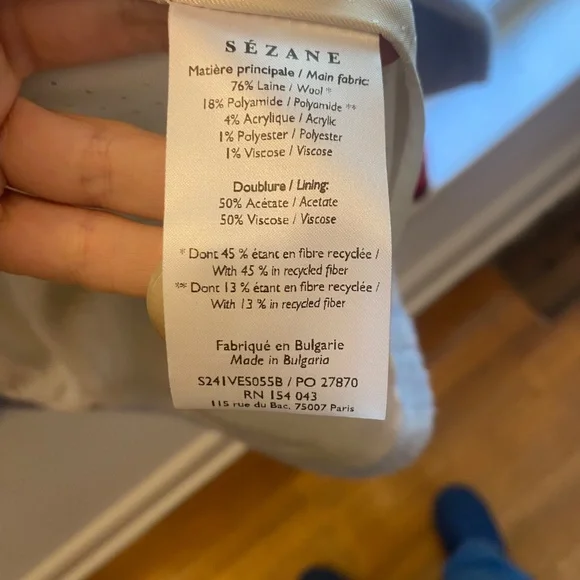 SÉZANE
Matière principale / Main fabric:
76% Laine / Wool *
18% Polyamide / Polyamide **
4% Acrylique / Acrylic
1% Polyester / Polyester
1% Viscose / Viscose
Doublure / Lining:
50% Acétate / Acetate
50% Viscose / Viscose
* Dont 45 % étant en fibre recyclée /
With 45 % in recycled fiber
** Dont 13 % étant en fibre recyclée /
With 13 % in recycled fiber
Fabriqué en Bulgarie
Made in Bulgaria
S241VES055B / PO 27870
RN 154 043
115 rue du Bac, 75007 Paris